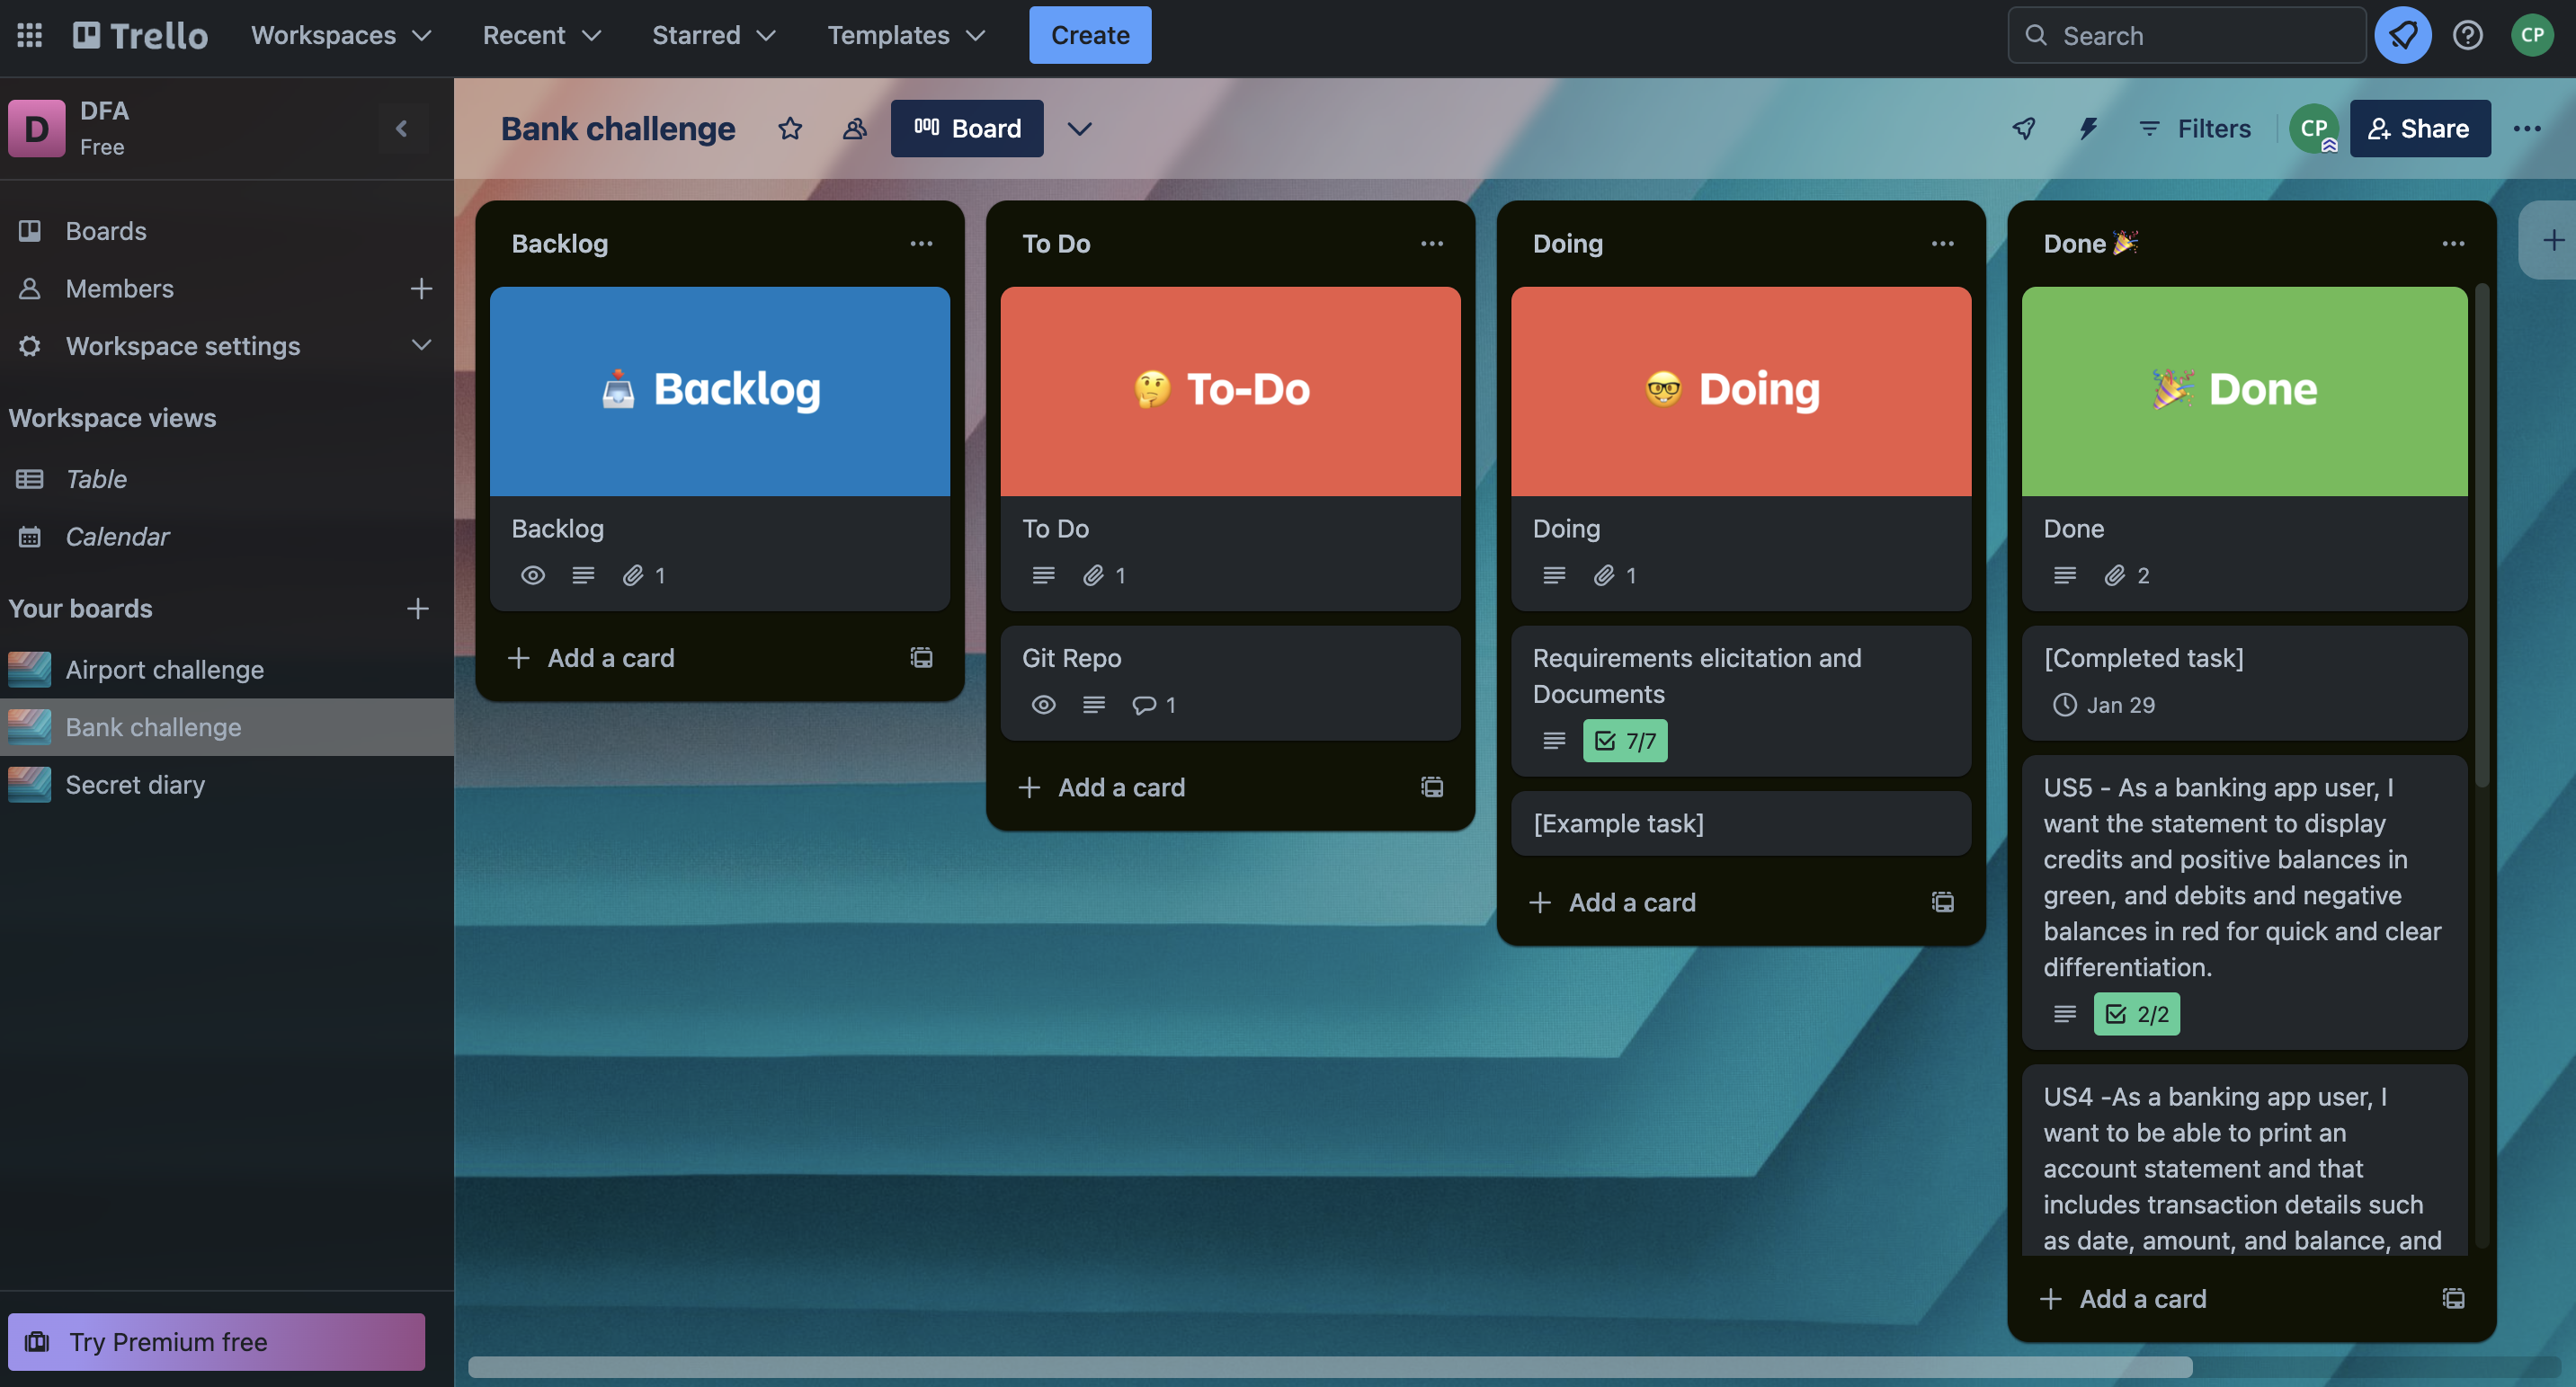 Trello
Workspaces
Recent
Starred
Templates
Create
Search
CP
D
DFA
Free
Boards
Members
Workspace settings
Workspace views
Table
Calendar
Your boards
Airport challenge
Bank challenge
Secret diary
Try Premium free
Bank challenge
Board
Filters
CP
Share
Backlog
Backlog
Backlog
1
Add a card
To Do
To-Do
To Do
1
Git Repo
1
Add a card
Doing
Doing
Doing
1
Requirements elicitation and
Documents
7/7
[Example task]
Add a card
Done 🎉
Done
Done
2
[Completed task]
Jan 29
US5 - As a banking app user, I
want the statement to display
credits and positive balances in
green, and debits and negative
balances in red for quick and clear
differentiation.
2/2
US4 -As a banking app user, I
want to be able to print an
account statement and that
includes transaction details such
as date, amount, and balance, and
Add a card